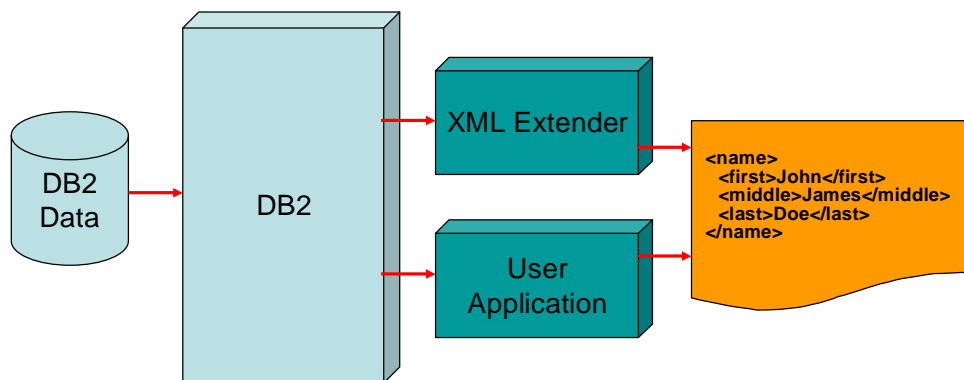 DB2
Data
DB2
XML Extender
User
Application
<name>
<first>John</first>
<middle>James</middle>
<last>Doe</last>
</name>